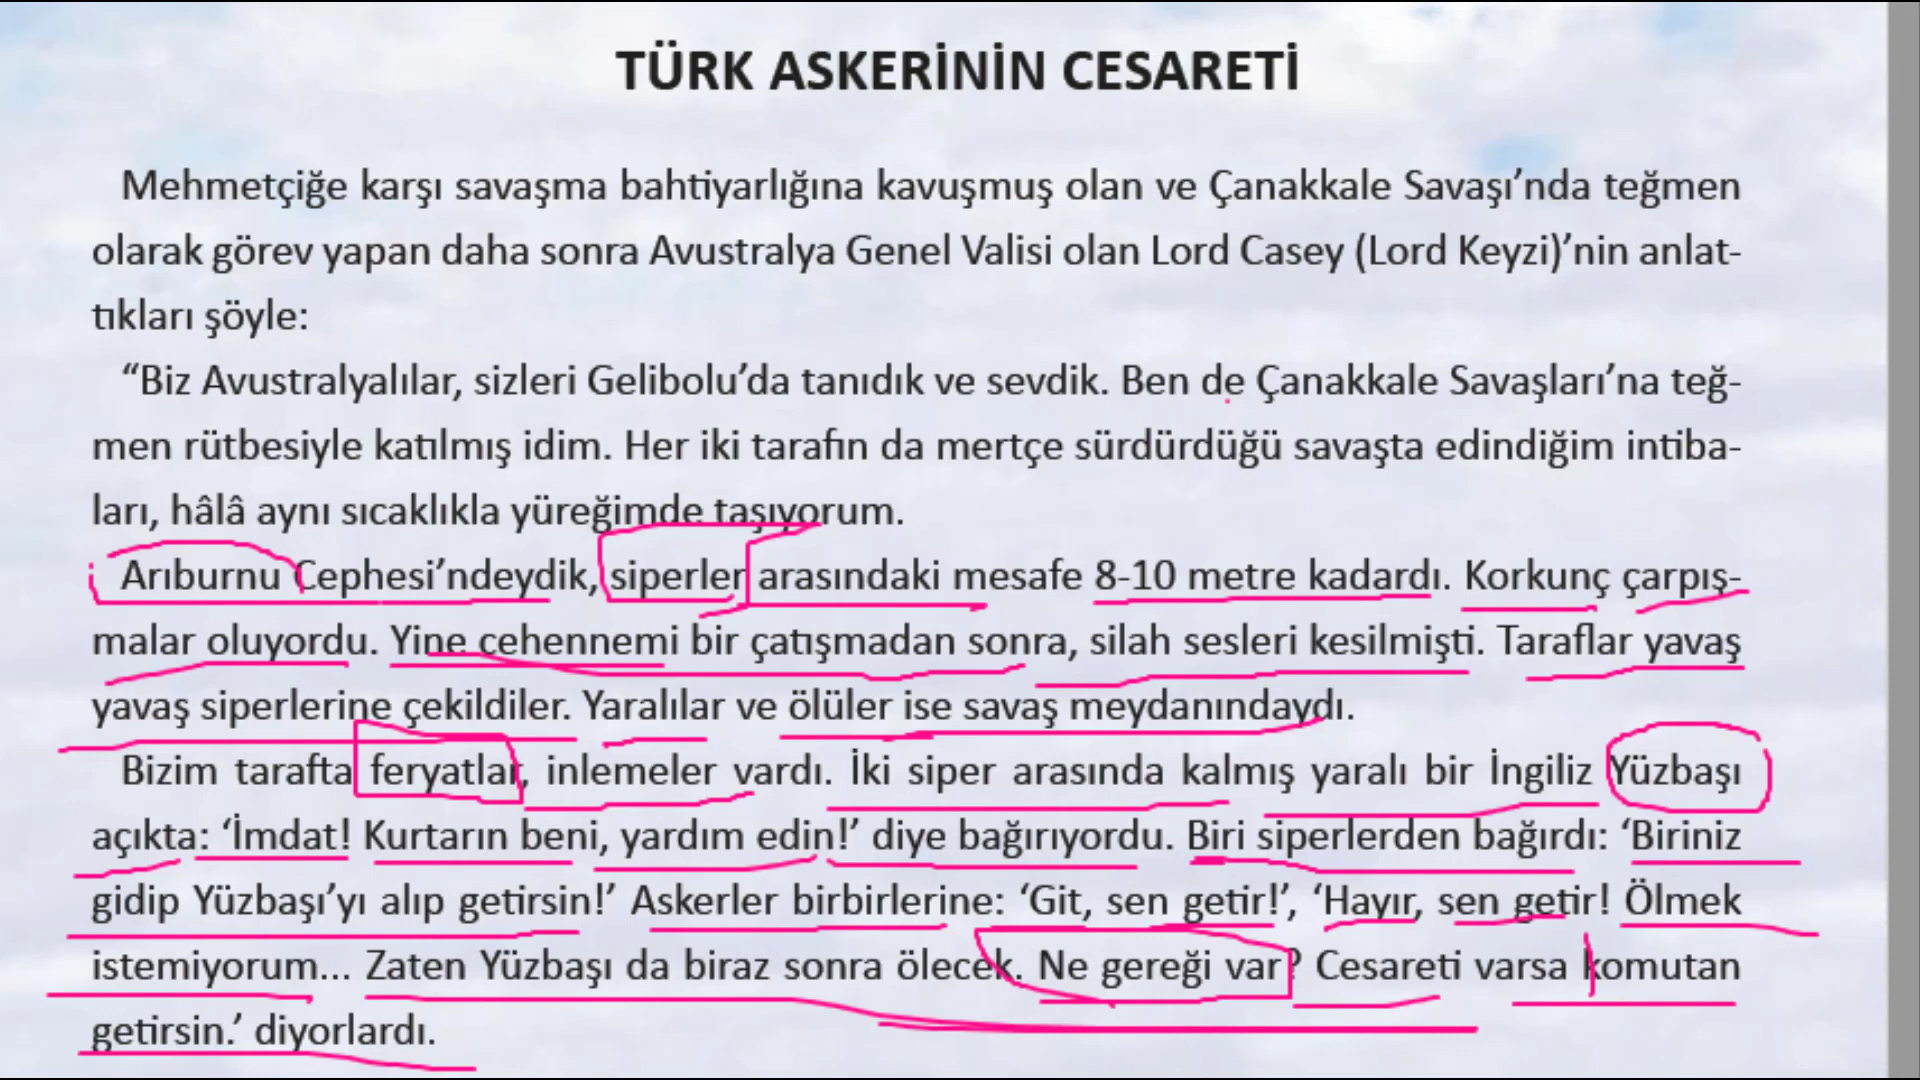 TÜRK ASKERİNİN CESARETİ
Mehmetçiğe karşı savaşma bahtiyarlığına kavuşmuş olan ve Çanakkale Savaşı’nda teğmen
olarak görev yapan daha sonra Avustralya Genel Valisi olan Lord Casey (Lord Keyzi)’nin anlat-
tıkları şöyle:
“Biz Avustralyalılar, sizleri Gelibolu’da tanıdık ve sevdik. Ben de Çanakkale Savaşları’na teğ-
men rütbesiyle katılmış idim. Her iki tarafın da mertçe sürdürdüğü savaşta edindiğim intiba-
ları, hâlâ aynı sıcaklıkla yüreğimde taşıyorum.
Arıburnu Cephesi’ndeydik, siperler arasındaki mesafe 8-10 metre kadardı. Korkunç çarpış-
malar oluyordu. Yine cehennemi bir çatışmadan sonra, silah sesleri kesilmişti. Taraflar yavaş
yavaş siperlerine çekildiler. Yaralılar ve ölüler ise savaş meydanındaydı.
Bizim tarafta feryatlar, inlemeler vardı. İki siper arasında kalmış yaralı bir İngiliz Yüzbaşı
açıkta: ‘İmdat! Kurtarın beni, yardım edin!’ diye bağırıyordu. Biri siperlerden bağırdı: ‘Biriniz
gidip Yüzbaşı’yı alıp getirsin!’ Askerler birbirlerine: ‘Git, sen getir!’, ‘Hayır, sen getir! Ölmek
istemiyorum... Zaten Yüzbaşı da biraz sonra ölecek. Ne gereği var? Cesareti varsa komutan
getirsin.’ diyorlardı.